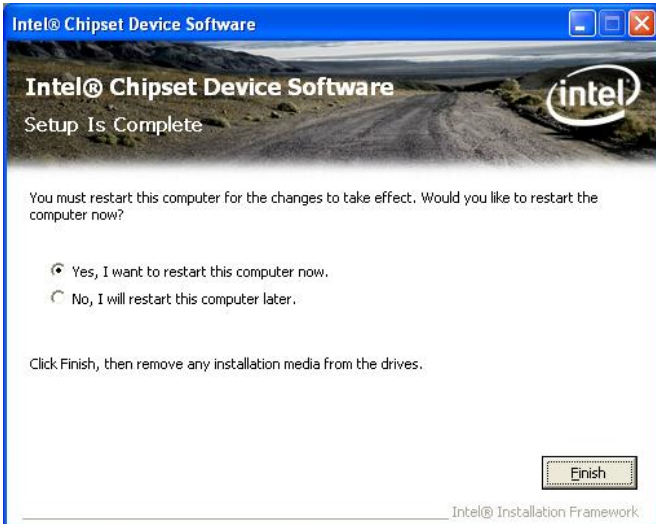 Intel® Chipset Device Software
Intel® Chipset Device Software
Setup Is Complete
intel
You must restart this computer for the changes to take effect. Would you like to restart the
computer now?
Yes, I want to restart this computer now.
No, I will restart this computer later.
Click Finish, then remove any installation media from the drives.
Finish
Intel® Installation Framework